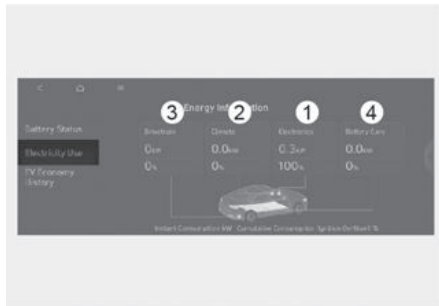 Energy Information
3 2 1 4
Battery Status
Drivetrain Climate Electronics Battery Care
Electricity Use
0kW 0.0kW 0.3kW 0.0kW
0% 0% 100% 0%
EV Economy
History
Instant Consumption kW Cumulative Consumption (Ignition On-Now) %